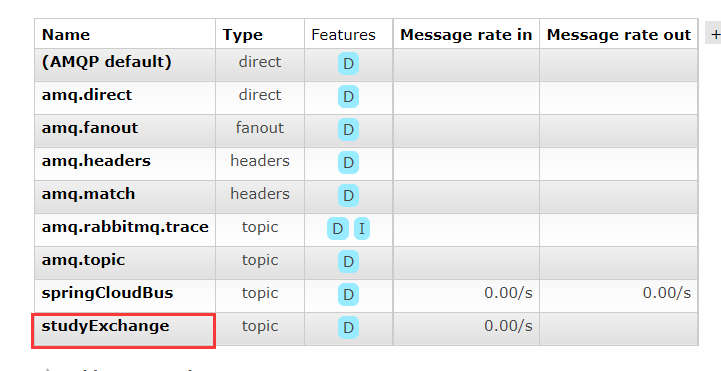 Name Type Features Message rate in Message rate out +
(AMQP default) direct D
amq.direct direct D
amq.fanout fanout D
amq.headers headers D
amq.match headers D
amq.rabbitmq.trace topic D I
amq.topic topic D
springCloudBus topic D 0.00/s 0.00/s
studyExchange topic D 0.00/s